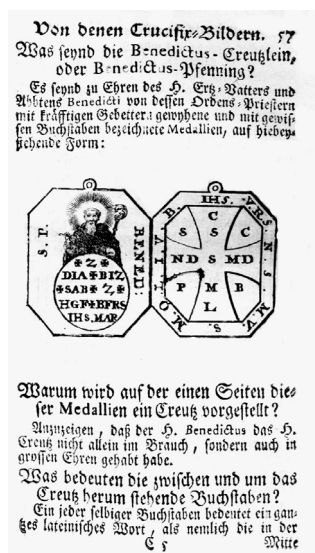 Von denen Crucifix-Bildern. 57
Was seynd die Benedictus-Creutzlein,
oder Benedictus-Pfenning?
Es seynd zu Ehren des H. Ertz-Vatters und
Abbtens Benedicti von dessen Ordens-Priestern
mit kräfftigen Gebettern gewyhene und mit gewis-
sen Buchstaben bezeichnete Medallien, auf hiebey-
stehende Form:
S. P. BENED:
✠ Z ✠
DIA ✠ BIZ
✠ SAB ✠ Z ✠
HGF ✠ BFRS
IHS. MAR
IHS. V. R. S. N. S. M. V. S. M. Q. L. I. V. B.
C
S S C
ND S MD
P M B
L
Warum wird auf der einen Seiten die-
ser Medallien ein Creutz vorgestellt?
Anzuzeigen, daß der H. Benedictus das H.
Creutz nicht allein im Brauch, sondern auch in
grossen Ehren gehabt habe.
Was bedeuten die zwischen und um das
Creutz herum stehende Buchstaben?
Ein jeder selbiger Buchstaben bedeutet ein gan-
tzes lateinisches Wort, als nemlich die in der
C 5 Mitte